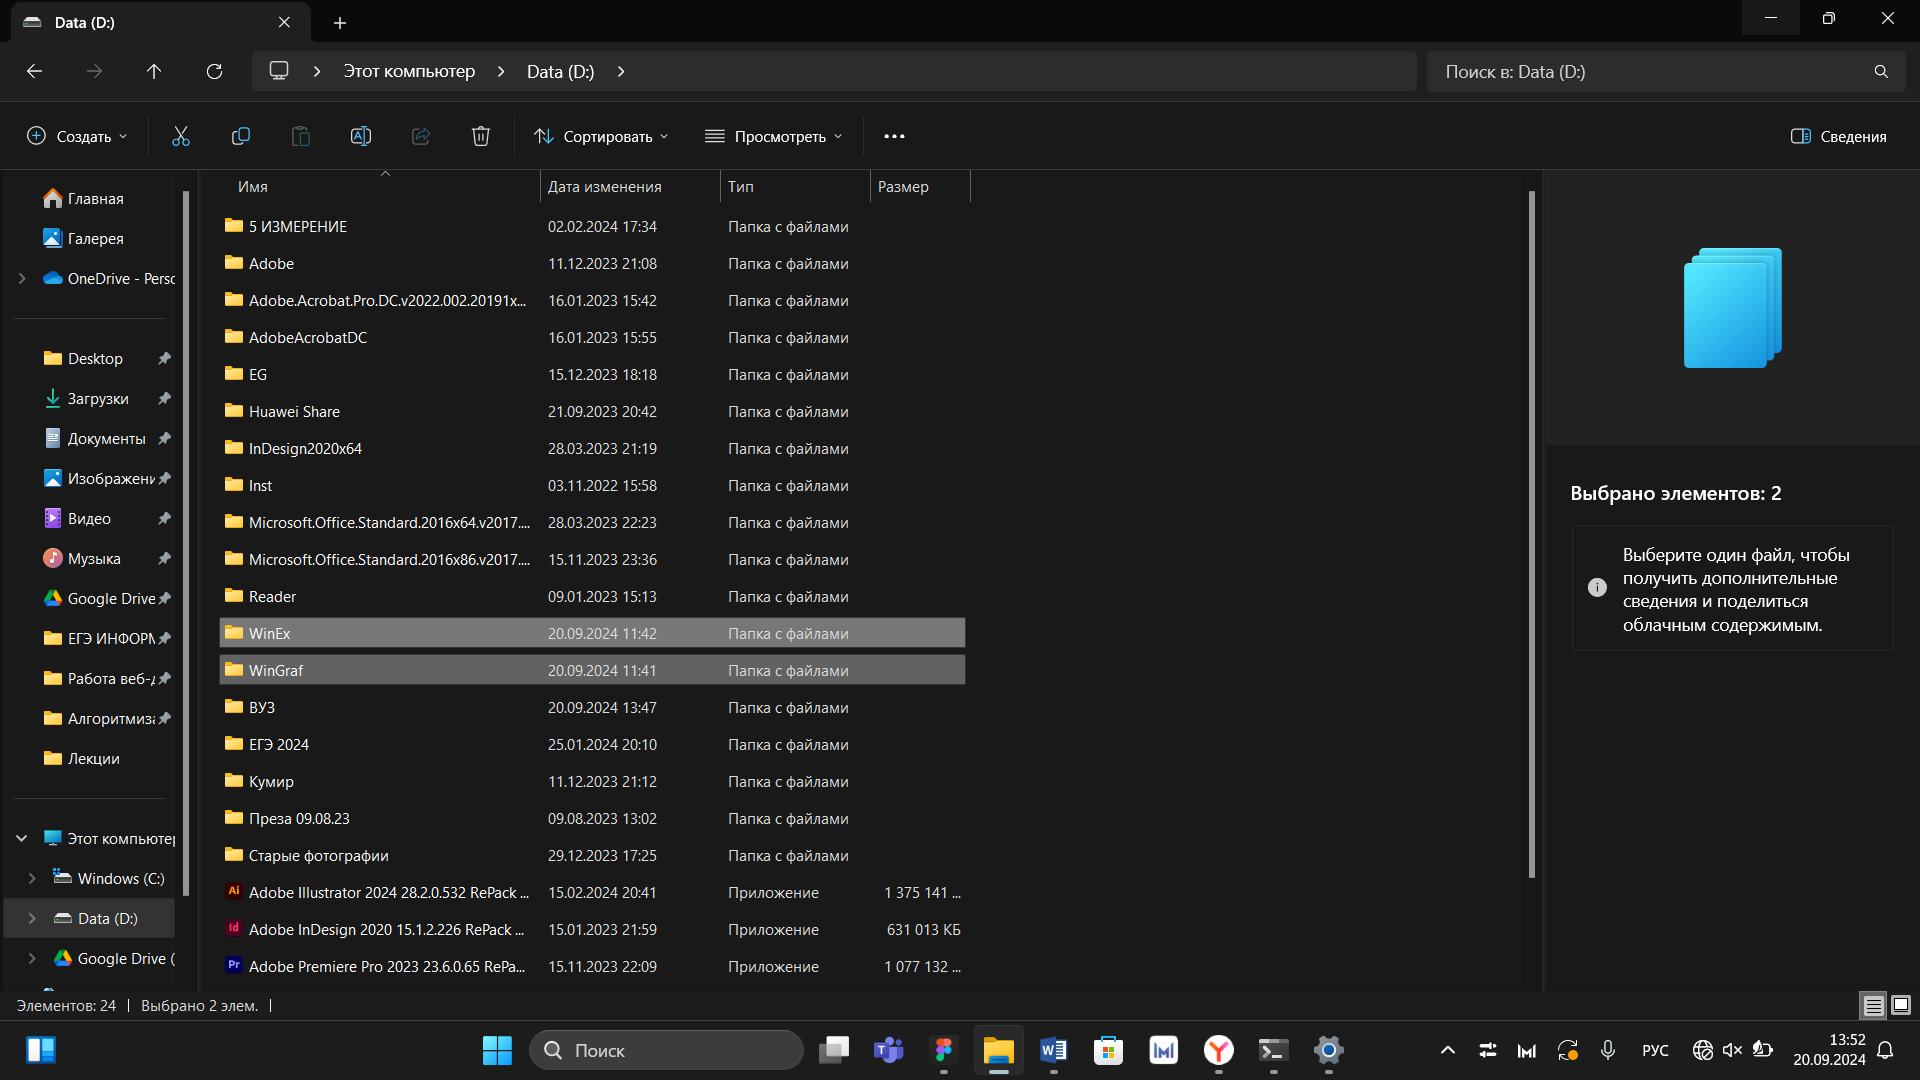 Data (D:)
Этот компьютер
Data (D:)
Поиск в: Data (D:)
Создать
Сортировать
Просмотреть
Сведения
Имя
Дата изменения
Тип
Размер
Главная
Галерея
OneDrive - Persc
Desktop
Загрузки
Документы
Изображени
Видео
Музыка
Google Drive
ЕГЭ ИНФОРМ
Работа веб-д
Алгоритмиза
Лекции
Этот компьютер
Windows (C:)
Data (D:)
Google Drive (
5 ИЗМЕРЕНИЕ 02.02.2024 17:34 Папка с файлами
Adobe 11.12.2023 21:08 Папка с файлами
Adobe.Acrobat.Pro.DC.v2022.002.20191x... 16.01.2023 15:42 Папка с файлами
AdobeAcrobatDC 16.01.2023 15:55 Папка с файлами
EG 15.12.2023 18:18 Папка с файлами
Huawei Share 21.09.2023 20:42 Папка с файлами
InDesign2020x64 28.03.2023 21:19 Папка с файлами
Inst 03.11.2022 15:58 Папка с файлами
Microsoft.Office.Standard.2016x64.v2017.... 28.03.2023 22:23 Папка с файлами
Microsoft.Office.Standard.2016x86.v2017.... 15.11.2023 23:36 Папка с файлами
Reader 09.01.2023 15:13 Папка с файлами
WinEx 20.09.2024 11:42 Папка с файлами
WinGraf 20.09.2024 11:41 Папка с файлами
ВУЗ 20.09.2024 13:47 Папка с файлами
ЕГЭ 2024 25.01.2024 20:10 Папка с файлами
Кумир 11.12.2023 21:12 Папка с файлами
Преза 09.08.23 09.08.2023 13:02 Папка с файлами
Старые фотографии 29.12.2023 17:25 Папка с файлами
Adobe Illustrator 2024 28.2.0.532 RePack ... 15.02.2024 20:41 Приложение 1 375 141 ...
Adobe InDesign 2020 15.1.2.226 RePack ... 15.01.2023 21:59 Приложение 631 013 КБ
Adobe Premiere Pro 2023 23.6.0.65 RePa... 15.11.2023 22:09 Приложение 1 077 132 ...
Выбрано элементов: 2
Выберите один файл, чтобы
получить дополнительные
сведения и поделиться
облачным содержимым.
Элементов: 24
Выбрано 2 элем.
Поиск
РУС
13:52
20.09.2024